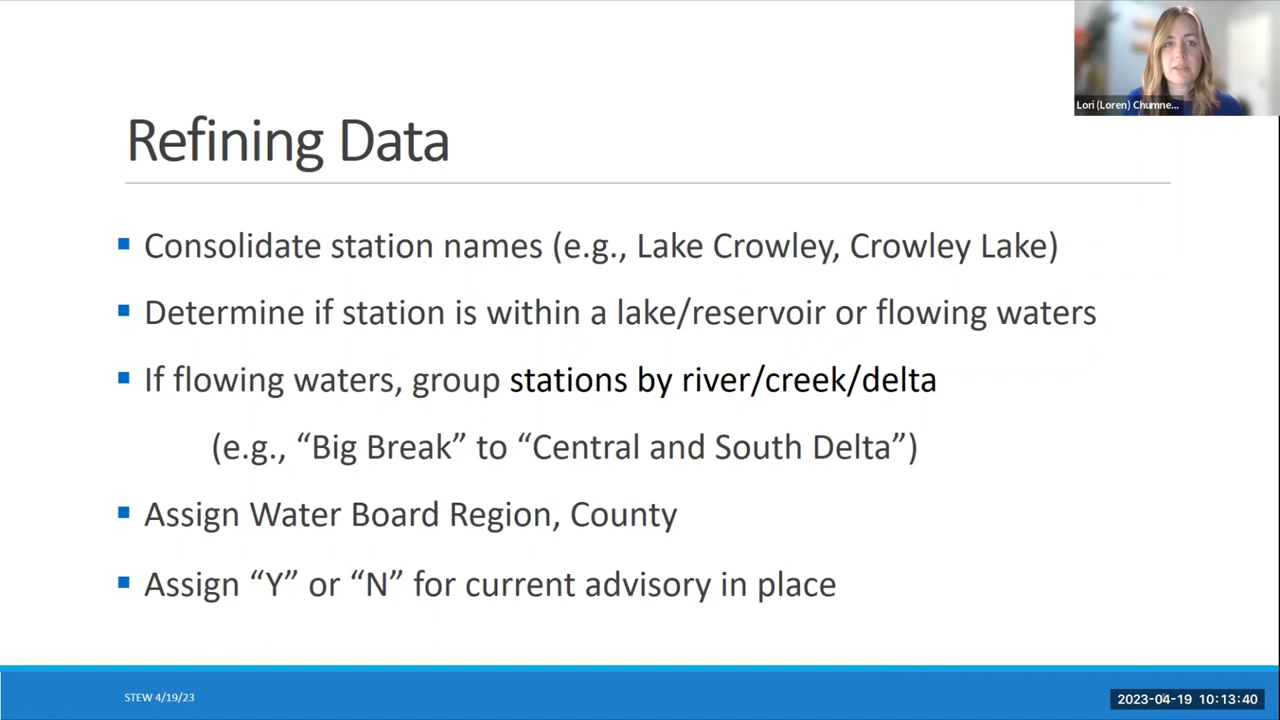 Lori (Loren) Chumne...
Refining Data
Consolidate station names (e.g., Lake Crowley, Crowley Lake)
Determine if station is within a lake/reservoir or flowing waters
If flowing waters, group stations by river/creek/delta
(e.g., “Big Break” to “Central and South Delta”)
Assign Water Board Region, County
Assign “Y” or “N” for current advisory in place
STEW 4/19/23
2023-04-19 10:13:40